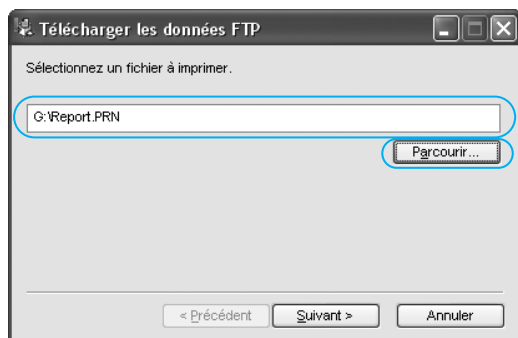 Télécharger les données FTP
Sélectionnez un fichier à imprimer.
G:\Report.PRN
Parcourir...
< Précédent Suivant > Annuler